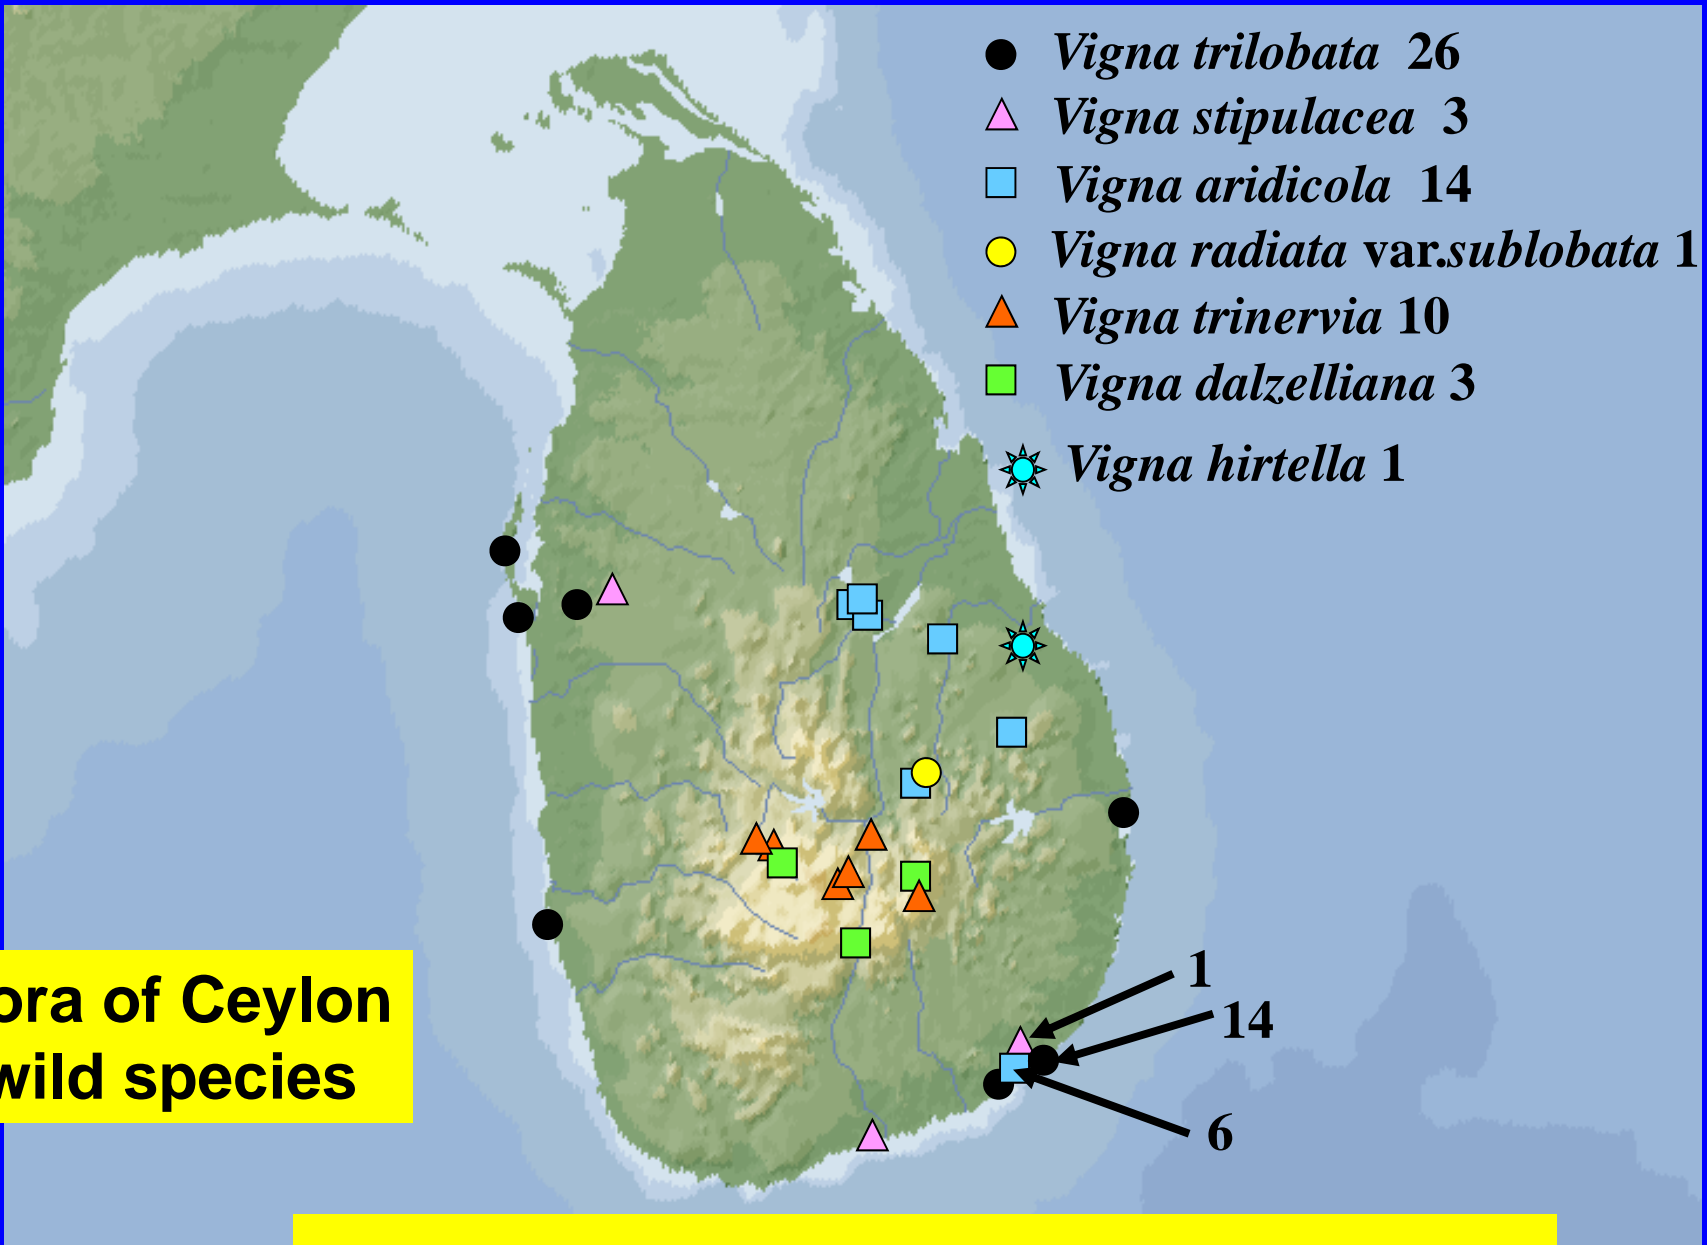 Vigna trilobata 26
Vigna stipulacea 3
Vigna aridicola 14
Vigna radiata var.sublobata 1
Vigna trinervia 10
Vigna dalzelliana 3
Vigna hirtella 1
1
14
6
ora of Ceylon
wild species